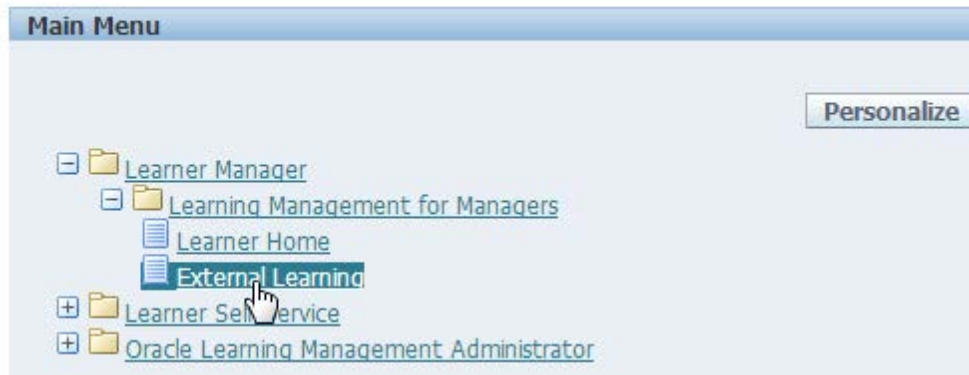 Main Menu
Personalize
Learner Manager
Learning Management for Managers
Learner Home
External Learning
Learner Self Service
Oracle Learning Management Administrator